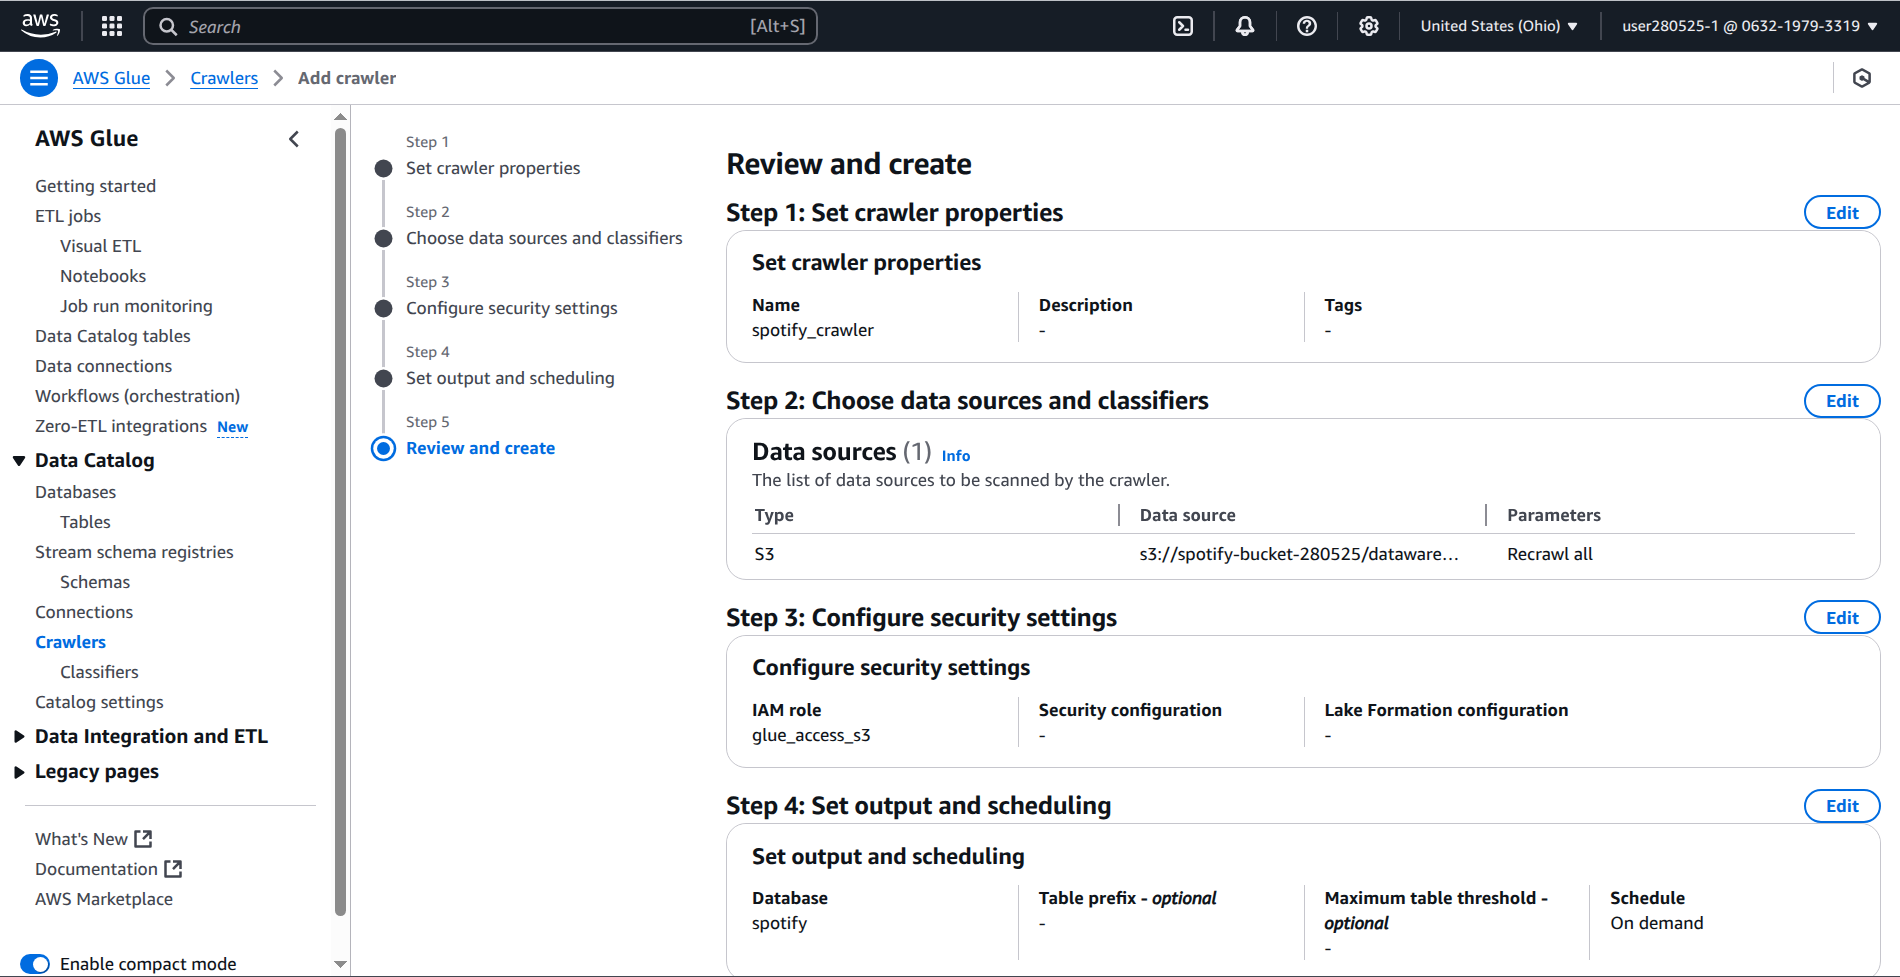 aws
Search
[Alt+S]
United States (Ohio)
user280525-1 @ 0632-1979-3319
AWS Glue
Crawlers
Add crawler
AWS Glue
Getting started
ETL jobs
Visual ETL
Notebooks
Job run monitoring
Data Catalog tables
Data connections
Workflows (orchestration)
Zero-ETL integrations New
Data Catalog
Databases
Tables
Stream schema registries
Schemas
Connections
Crawlers
Classifiers
Catalog settings
Data Integration and ETL
Legacy pages
What's New
Documentation
AWS Marketplace
Enable compact mode
Step 1
Set crawler properties
Step 2
Choose data sources and classifiers
Step 3
Configure security settings
Step 4
Set output and scheduling
Step 5
Review and create
Review and create
Step 1: Set crawler properties
Edit
Set crawler properties
Name
spotify_crawler
Description
-
Tags
-
Step 2: Choose data sources and classifiers
Edit
Data sources (1) Info
The list of data sources to be scanned by the crawler.
Type Data source Parameters
S3 s3://spotify-bucket-280525/dataware... Recrawl all
Step 3: Configure security settings
Edit
Configure security settings
IAM role
glue_access_s3
Security configuration
-
Lake Formation configuration
-
Step 4: Set output and scheduling
Edit
Set output and scheduling
Database
spotify
Table prefix - optional
-
Maximum table threshold -
optional
-
Schedule
On demand